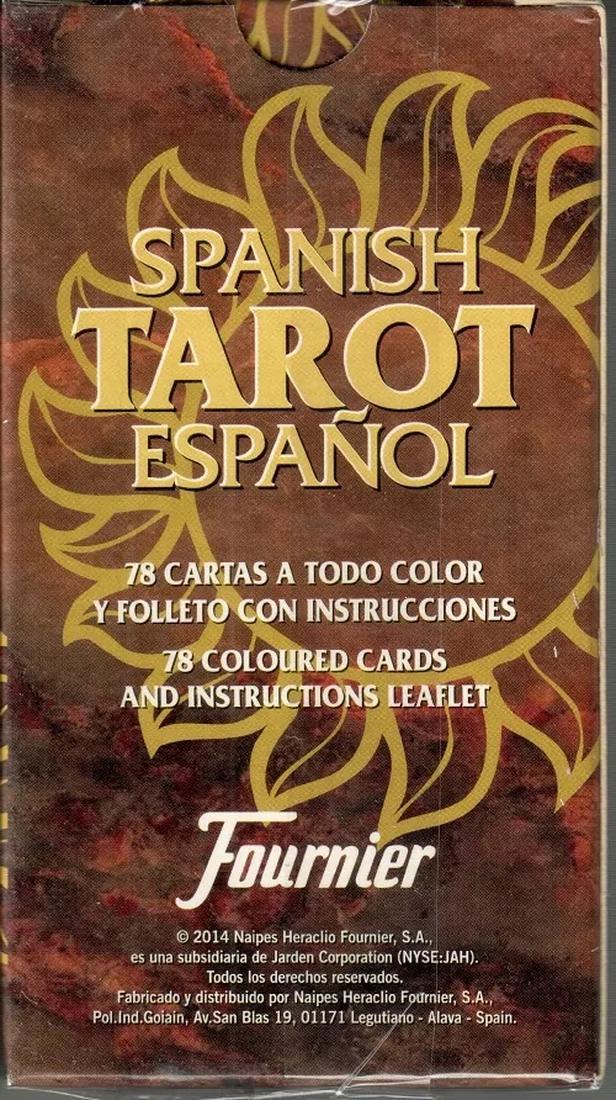 SPANISH
TAROT
ESPAÑOL
78 CARTAS A TODO COLOR
Y FOLLETO CON INSTRUCCIONES
78 COLOURED CARDS
AND INSTRUCTIONS LEAFLET
Fournier
© 2014 Naipes Heraclio Fournier, S.A.,
es una subsidiaria de Jarden Corporation (NYSE:JAH).
Todos los derechos reservados.
Fabricado y distribuido por Naipes Heraclio Fournier, S.A.,
Pol.Ind.Goiain, Av.San Blas 19, 01171 Legutiano - Alava - Spain.